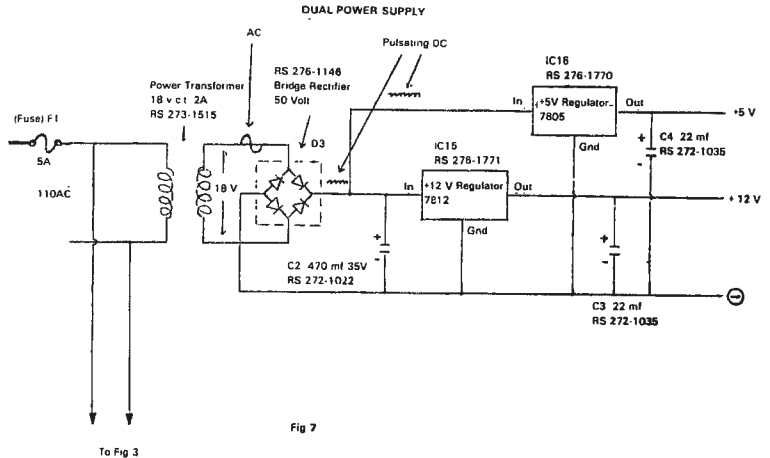 DUAL POWER SUPPLY
AC
Pulsating DC
IC16
RS 276-1770
RS 276-1146
Bridge Rectifier
50 Volt
Power Transformer
18 v c t 2A
RS 273-1515
In
+5V Regulator
7805
Out
+5 V
(Fuse) F1
5A
D3
Gnd
C4 22 mf
RS 272-1035
+
-
IC15
RS 276-1771
110AC
18 V
In
+12 V Regulator
7812
Out
+ 12 V
Gnd
+
-
C2 470 mf 35V
RS 272-1022
+
-
C3 22 mf
RS 272-1035
-
Fig 7
To Fig 3